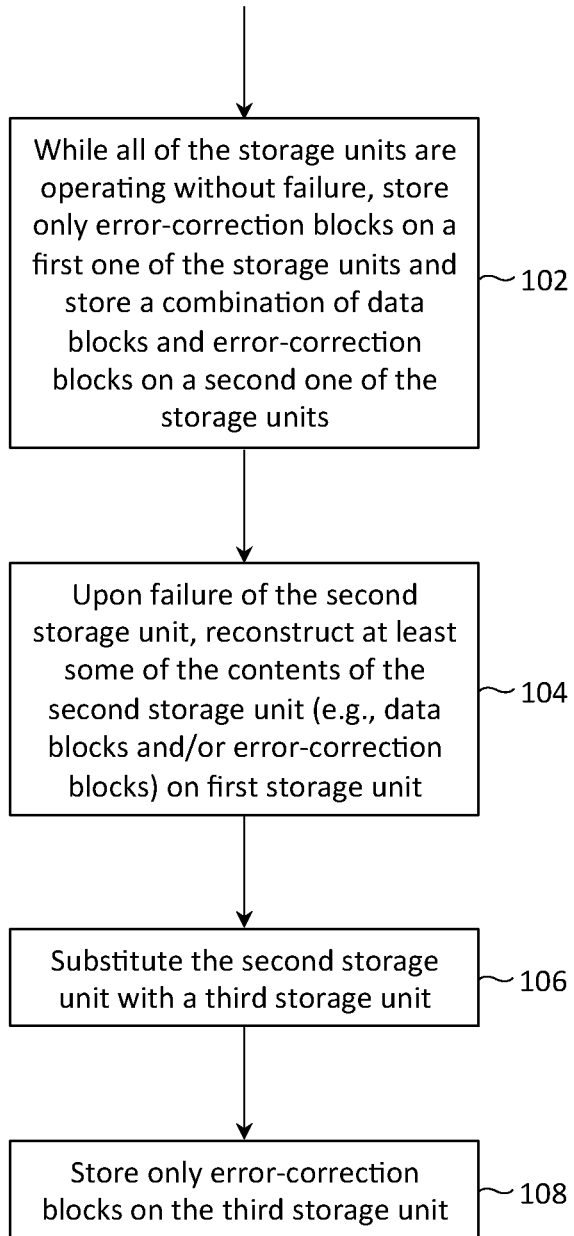 While all of the storage units are
operating without failure, store
only error-correction blocks on a
first one of the storage units and
store a combination of data
blocks and error-correction
blocks on a second one of the
storage units
102
Upon failure of the second
storage unit, reconstruct at least
some of the contents of the
second storage unit (e.g., data
blocks and/or error-correction
blocks) on first storage unit
104
Substitute the second storage
unit with a third storage unit
106
Store only error-correction
blocks on the third storage unit
108